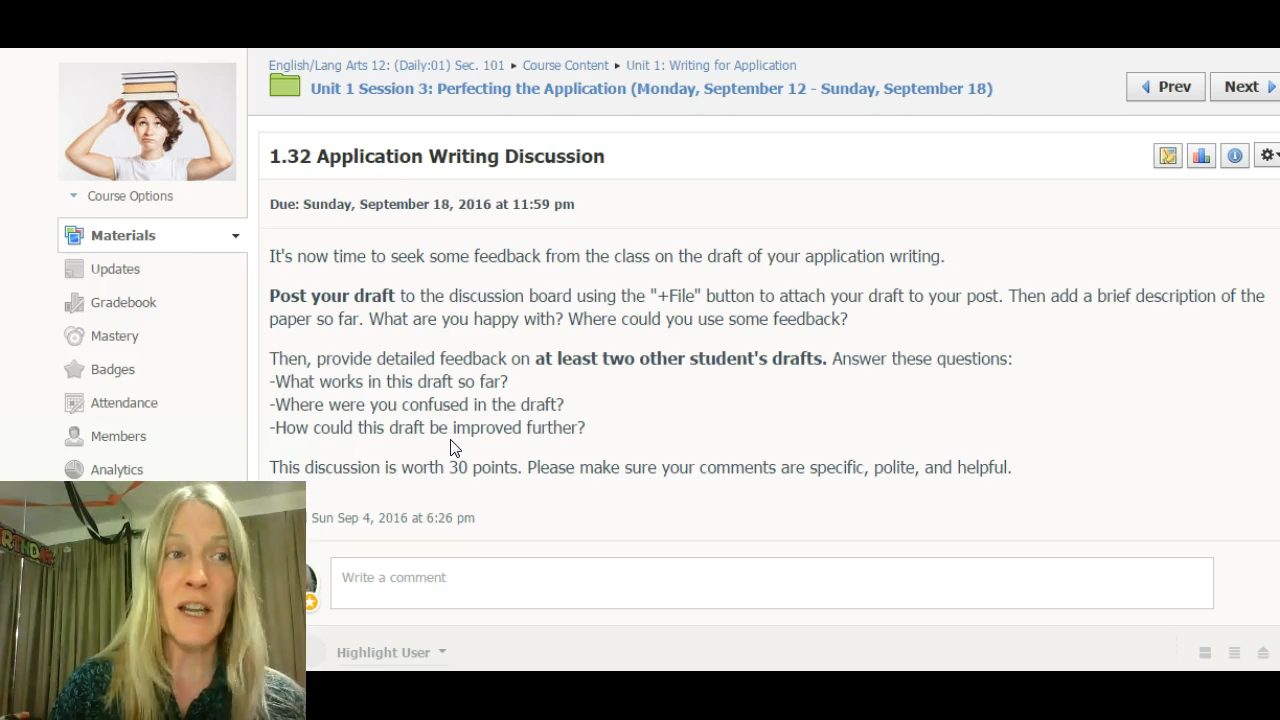 English/Lang Arts 12: (Daily:01) Sec. 101 ▸ Course Content ▸ Unit 1: Writing for Application
Unit 1 Session 3: Perfecting the Application (Monday, September 12 - Sunday, September 18)
Prev
Next
1.32 Application Writing Discussion
Due: Sunday, September 18, 2016 at 11:59 pm
It's now time to seek some feedback from the class on the draft of your application writing.
Post your draft to the discussion board using the "+File" button to attach your draft to your post. Then add a brief description of the
paper so far. What are you happy with? Where could you use some feedback?
Then, provide detailed feedback on at least two other student's drafts. Answer these questions:
-What works in this draft so far?
-Where were you confused in the draft?
-How could this draft be improved further?
This discussion is worth 30 points. Please make sure your comments are specific, polite, and helpful.
Sun Sep 4, 2016 at 6:26 pm
Write a comment
Highlight User
Course Options
Materials
Updates
Gradebook
Mastery
Badges
Attendance
Members
Analytics
RTHDAY